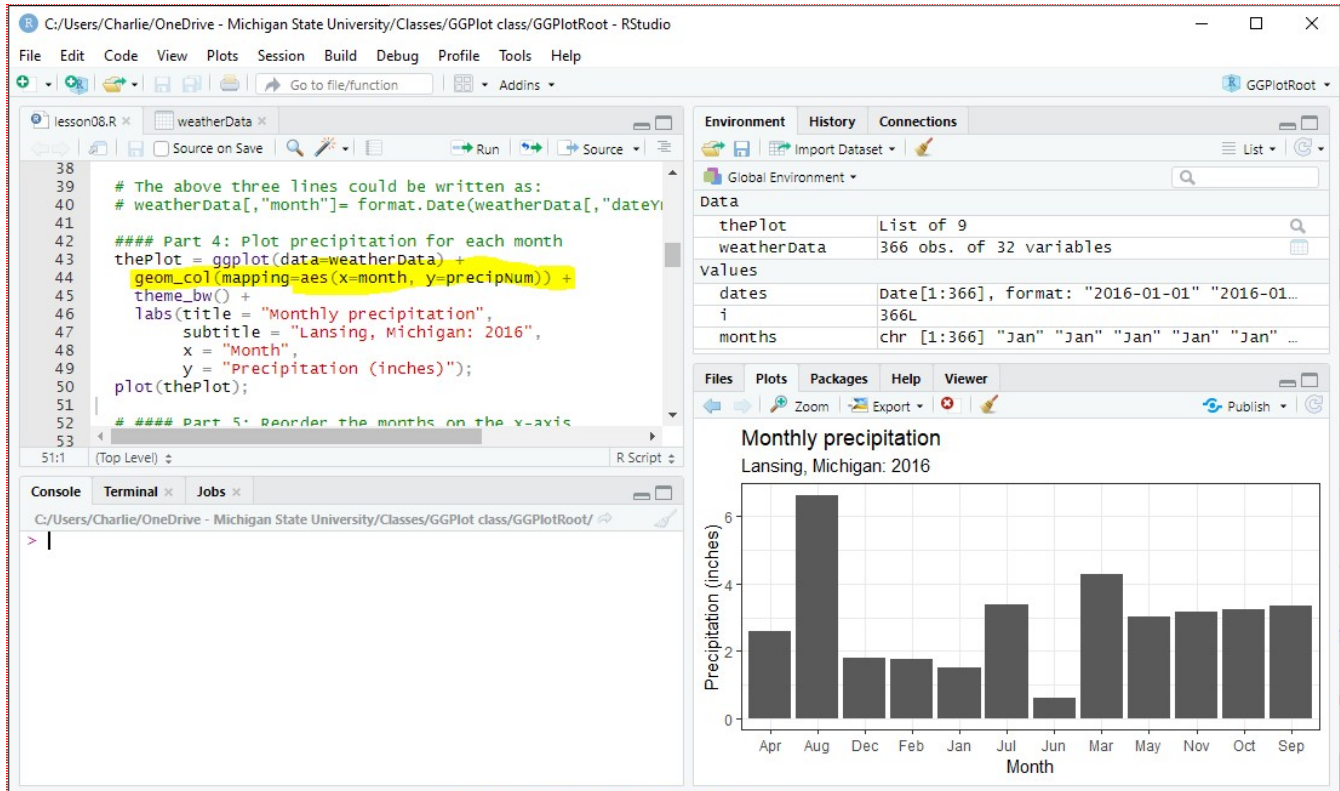 C:/Users/Charlie/OneDrive - Michigan State University/Classes/GGPlot class/GGPlotRoot - RStudio
File Edit Code View Plots Session Build Debug Profile Tools Help
Go to file/function Addins GGPlotRoot
lesson08.R weatherData
Source on Save Run Source
38
39 # The above three lines could be written as:
40 # weatherData[,"month"]= format.Date(weatherData[,"dateY
41
42 #### Part 4: Plot precipitation for each month
43 thePlot = ggplot(data=weatherData) +
44 geom_col(mapping=aes(x=month, y=precipNum)) +
45 theme_bw() +
46 labs(title = "Monthly precipitation",
47 subtitle = "Lansing, Michigan: 2016",
48 x = "Month",
49 y = "Precipitation (inches)");
50 plot(thePlot);
51
52 # #### Part 5: Reorder the months on the x-axis
53
51:1 (Top Level) R Script
Console Terminal Jobs
C:/Users/Charlie/OneDrive - Michigan State University/Classes/GGPlot class/GGPlotRoot/
>
Environment History Connections
Import Dataset List
Global Environment
Data
thePlot List of 9
weatherData 366 obs. of 32 variables
Values
dates Date[1:366], format: "2016-01-01" "2016-01…
i 366L
months chr [1:366] "Jan" "Jan" "Jan" "Jan" "Jan" …
Files Plots Packages Help Viewer
Zoom Export Publish
Monthly precipitation
Lansing, Michigan: 2016
Precipitation (inches)
6
4
2
0
Apr Aug Dec Feb Jan Jul Jun Mar May Nov Oct Sep
Month